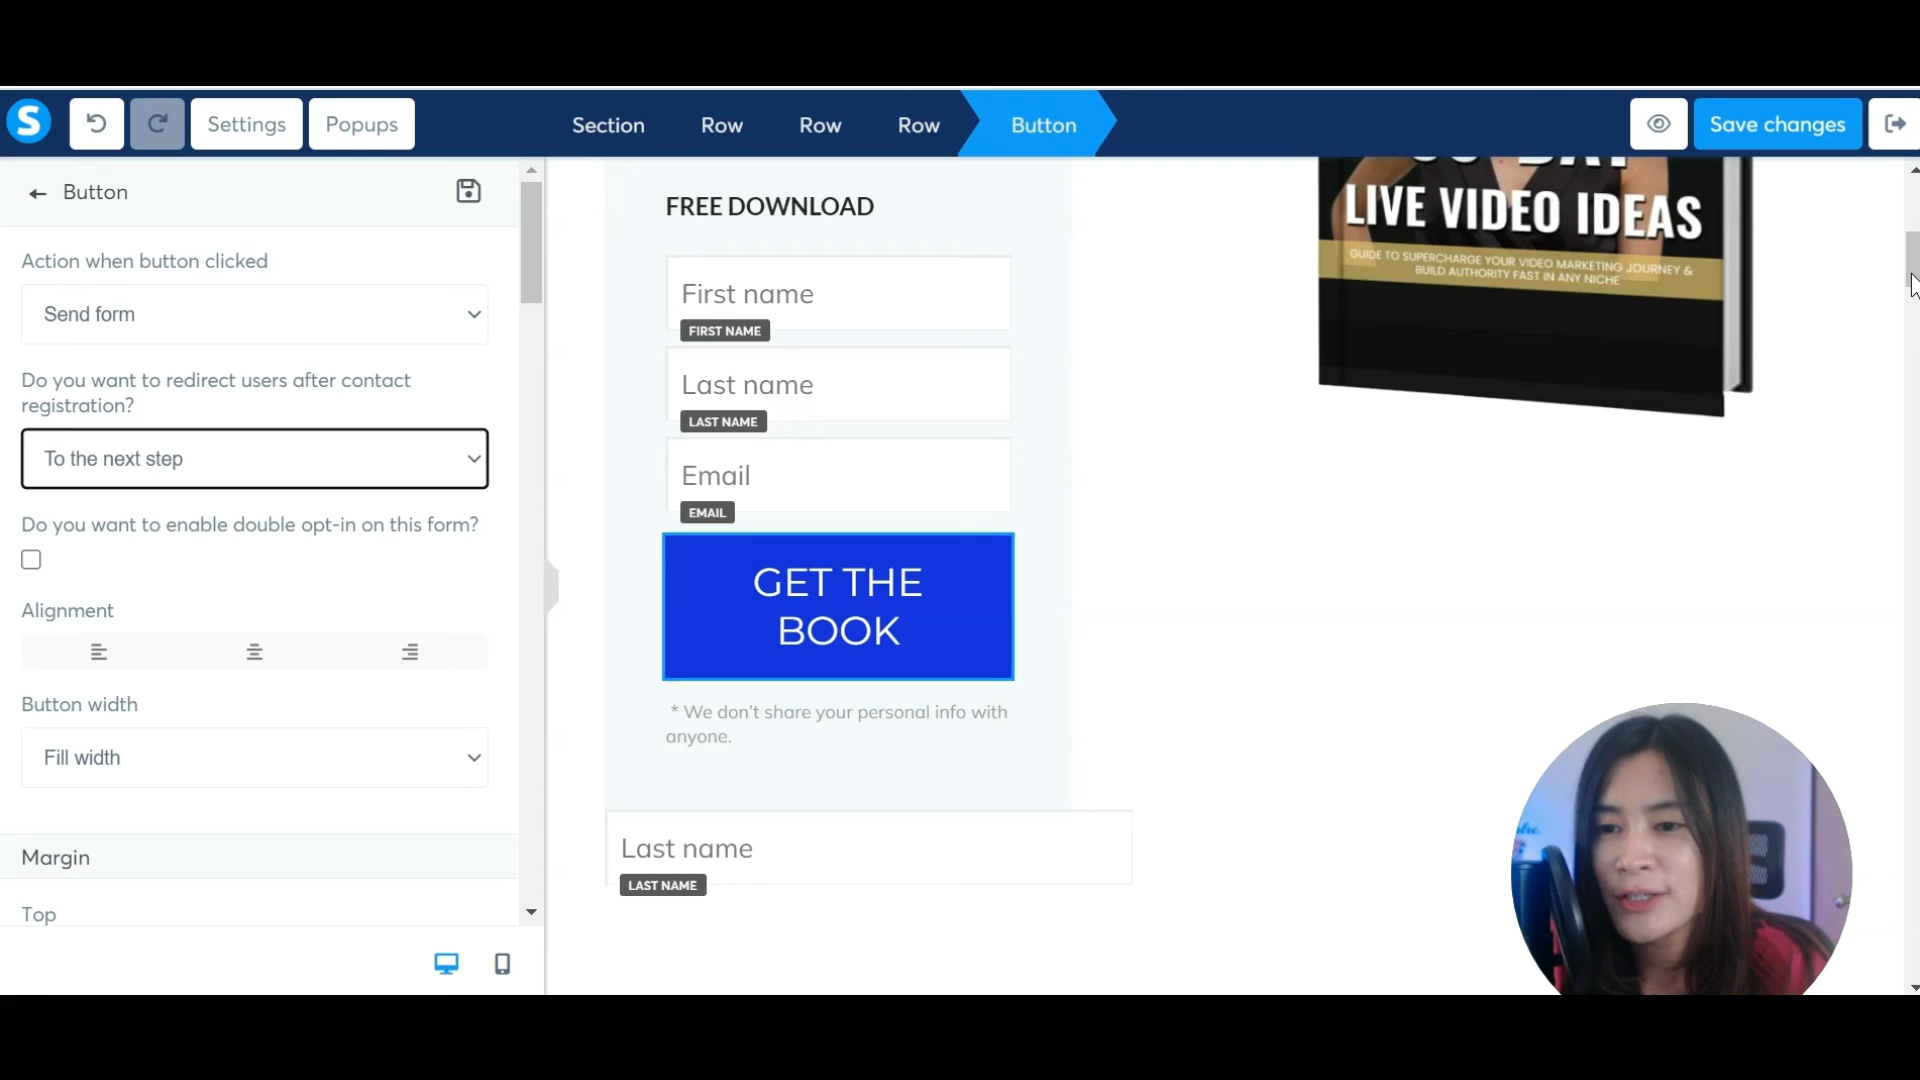 S
Settings
Popups
Section
Row
Row
Row
Button
Save changes
Button
Action when button clicked
Send form
Do you want to redirect users after contact
registration?
To the next step
Do you want to enable double opt-in on this form?
Alignment
Button width
Fill width
Margin
Top
FREE DOWNLOAD
First name
FIRST NAME
Last name
LAST NAME
Email
EMAIL
GET THE
BOOK
* We don't share your personal info with
anyone.
Last name
LAST NAME
LIVE VIDEO IDEAS
GUIDE TO SUPERCHARGE YOUR VIDEO MARKETING JOURNEY &
BUILD AUTHORITY FAST IN ANY NICHE